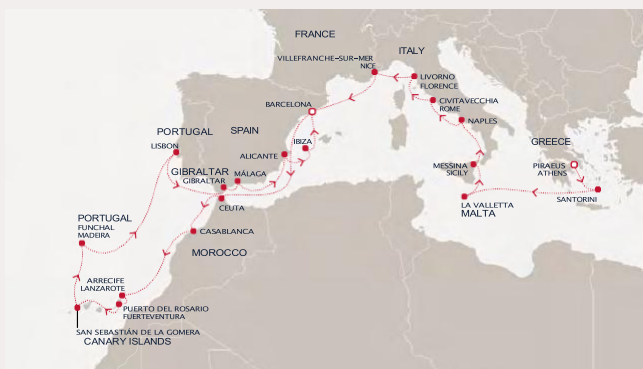 FRANCE
ITALY
VILLEFRANCHE-SUR-MER
NICE
LIVORNO
FLORENCE
CIVITAVECCHIA
ROME
NAPLES
BARCELONA
PORTUGAL
SPAIN
LISBON
IBIZA
ALICANTE
GREECE
PIRAEUS
ATHENS
MESSINA
SICILY
GIBRALTAR
GIBRALTAR
MÁLAGA
SANTORINI
CEUTA
LA VALLETTA
MALTA
PORTUGAL
FUNCHAL
MADEIRA
CASABLANCA
MOROCCO
ARRECIFE
LANZAROTE
PUERTO DEL ROSARIO
FUERTEVENTURA
SAN SEBASTIÁN DE LA GOMERA
CANARY ISLANDS